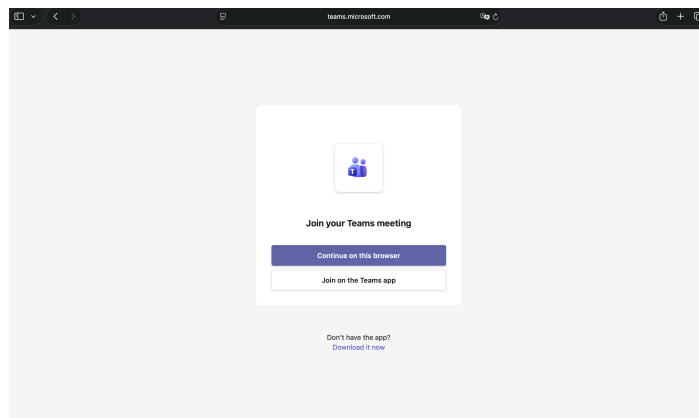 teams.microsoft.com
T
Join your Teams meeting
Continue on this browser
Join on the Teams app
Don't have the app?
Download it now